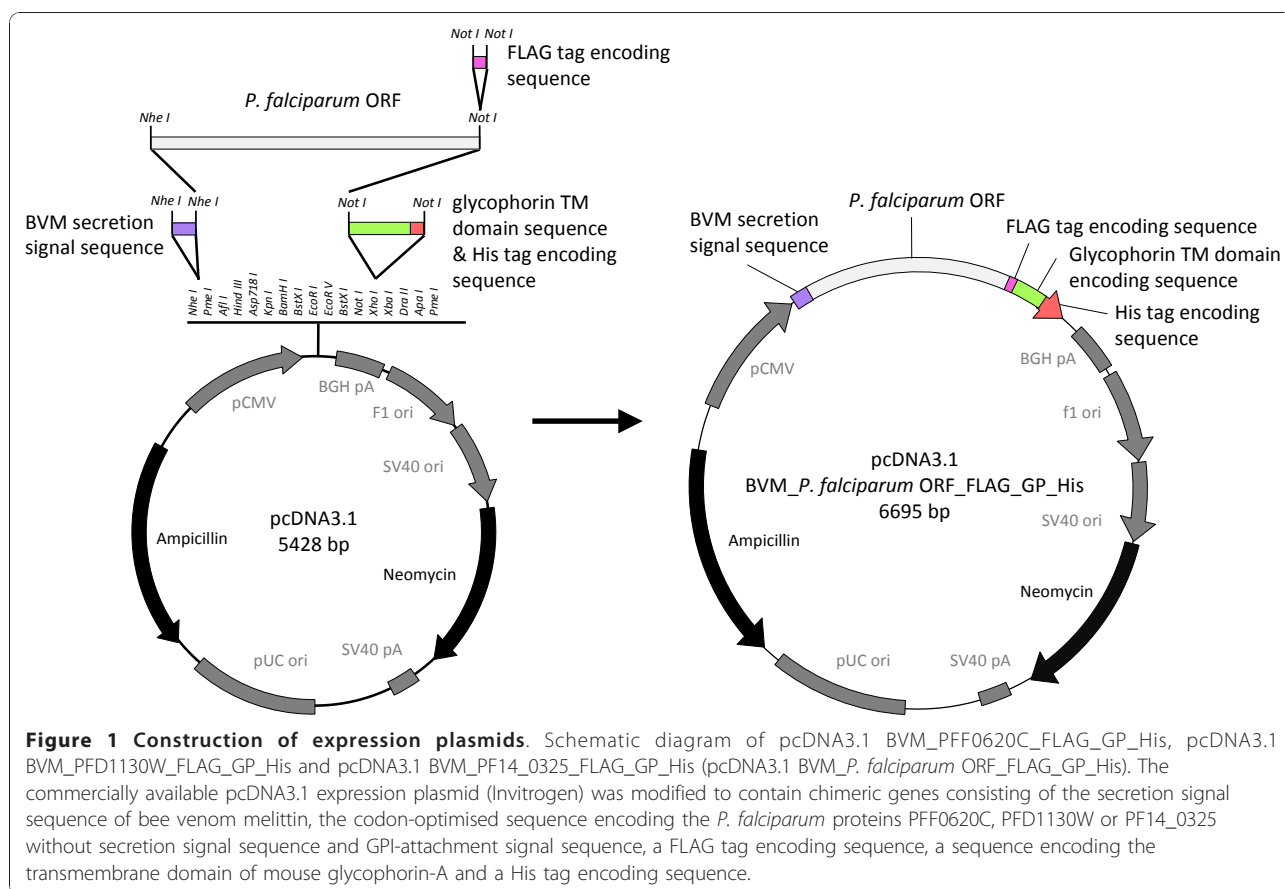 Not I Not I
FLAG tag encoding
sequence
P. falciparum ORF
Nhe I
Not I
Nhe I Nhe I
BVM secretion
signal sequence
Not I
Not I
glycophorin TM
domain sequence
& His tag encoding
sequence
Nhe I
Pme I
Afl I
Hind III
Asp718 I
Kpn I
BamH I
BstX I
EcoR I
EcoR V
BstX I
Not I
Xho I
Xba I
Dra II
Apa I
Pme I
pCMV
BGH pA
F1 ori
SV40 ori
pcDNA3.1
5428 bp
Ampicillin
Neomycin
SV40 pA
pUC ori
P. falciparum ORF
BVM secretion
signal sequence
FLAG tag encoding sequence
Glycophorin TM domain
encoding sequence
His tag encoding
sequence
pCMV
BGH pA
f1 ori
pcDNA3.1
BVM_P. falciparum ORF_FLAG_GP_His
6695 bp
SV40 ori
Ampicillin
Neomycin
SV40 pA
pUC ori
Figure 1 Construction of expression plasmids. Schematic diagram of pcDNA3.1 BVM_PFF0620C_FLAG_GP_His, pcDNA3.1
BVM_PFD1130W_FLAG_GP_His and pcDNA3.1 BVM_PF14_0325_FLAG_GP_His (pcDNA3.1 BVM_P. falciparum ORF_FLAG_GP_His). The
commercially available pcDNA3.1 expression plasmid (Invitrogen) was modified to contain chimeric genes consisting of the secretion signal
sequence of bee venom melittin, the codon-optimised sequence encoding the P. falciparum proteins PFF0620C, PFD1130W or PF14_0325
without secretion signal sequence and GPI-attachment signal sequence, a FLAG tag encoding sequence, a sequence encoding the
transmembrane domain of mouse glycophorin-A and a His tag encoding sequence.